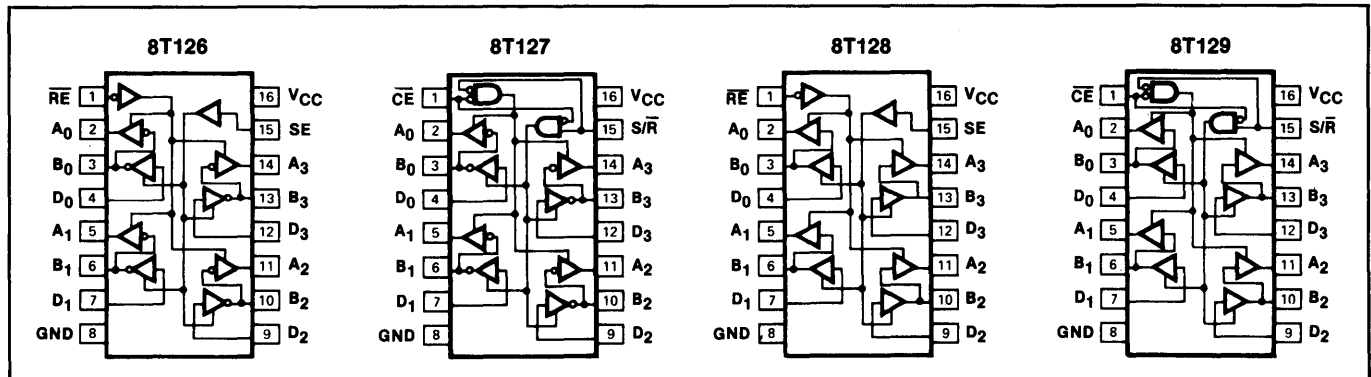 8T126
RE 1 16 VCC
A0 2 15 SE
B0 3 14 A3
D0 4 13 B3
A1 5 12 D3
B1 6 11 A2
D1 7 10 B2
GND 8 9 D2
8T127
CE 1 16 VCC
A0 2 15 S/R
B0 3 14 A3
D0 4 13 B3
A1 5 12 D3
B1 6 11 A2
D1 7 10 B2
GND 8 9 D2
8T128
RE 1 16 VCC
A0 2 15 SE
B0 3 14 A3
D0 4 13 B3
A1 5 12 D3
B1 6 11 A2
D1 7 10 B2
GND 8 9 D2
8T129
CE 1 16 VCC
A0 2 15 S/R
B0 3 14 A3
D0 4 13 B3
A1 5 12 D3
B1 6 11 A2
D1 7 10 B2
GND 8 9 D2